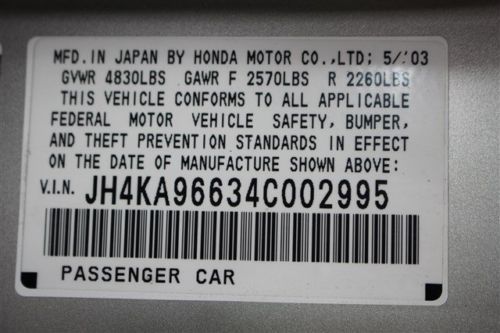 MFD. IN JAPAN BY HONDA MOTOR CO.,LTD; 5/'03
GVWR 4830LBS GAWR F 2570LBS R 2260LBS
THIS VEHICLE CONFORMS TO ALL APPLICABLE
FEDERAL MOTOR VEHICLE SAFETY, BUMPER,
AND THEFT PREVENTION STANDARDS IN EFFECT
ON THE DATE OF MANUFACTURE SHOWN ABOVE:
V.I.N. JH4KA96634C002995
PASSENGER CAR